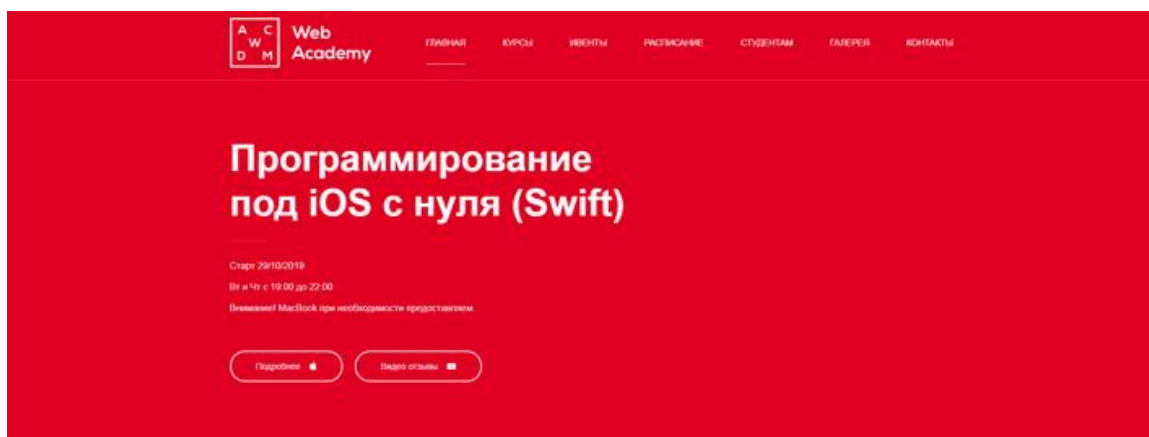 A C
W
D M
Web
Academy
ГЛАВНАЯ КУРСЫ ИВЕНТЫ РАСПИСАНИЕ СТУДЕНТАМ ГАЛЕРЕЯ КОНТАКТЫ
Программирование
под iOS с нуля (Swift)
Старт 29/10/2019
Вт и Чт с 19:00 до 22:00
Внимание! MacBook при необходимости предоставляем.
Подробнее Видео отзывы